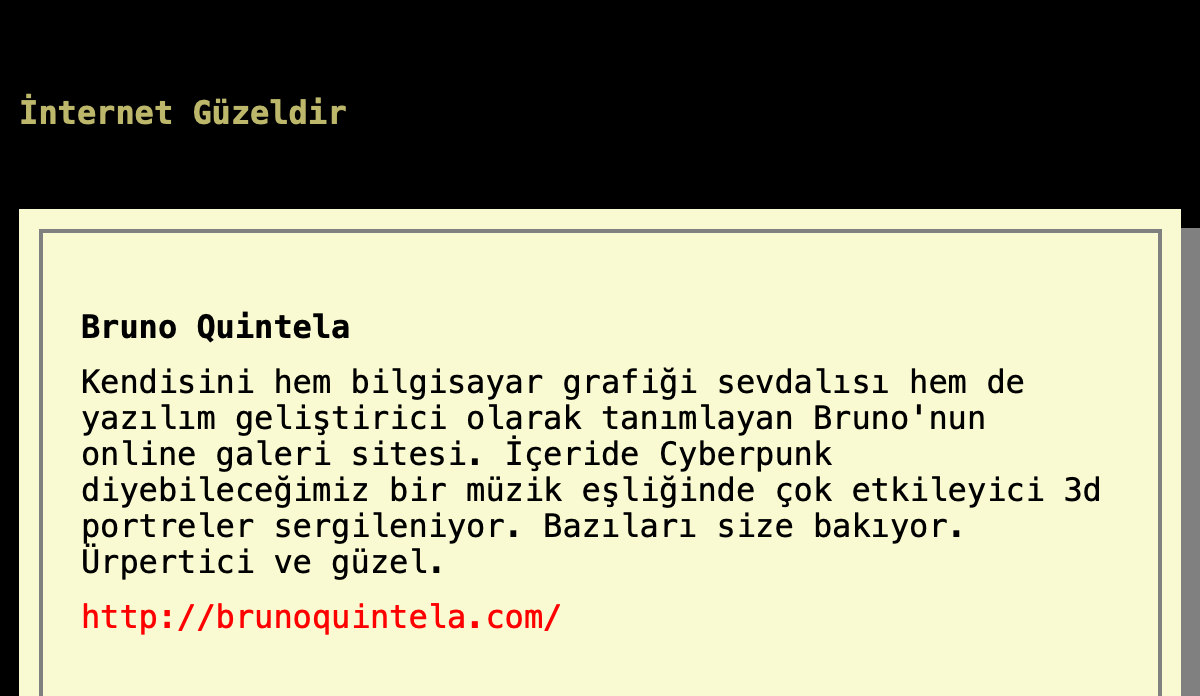 İnternet Güzeldir
Bruno Quintela
Kendisini hem bilgisayar grafiği sevdalısı hem de
yazılım geliştirici olarak tanımlayan Bruno'nun
online galeri sitesi. İçeride Cyberpunk
diyebileceğimiz bir müzik eşliğinde çok etkileyici 3d
portreler sergileniyor. Bazıları size bakıyor.
Ürpertici ve güzel.
http://brunoquintela.com/